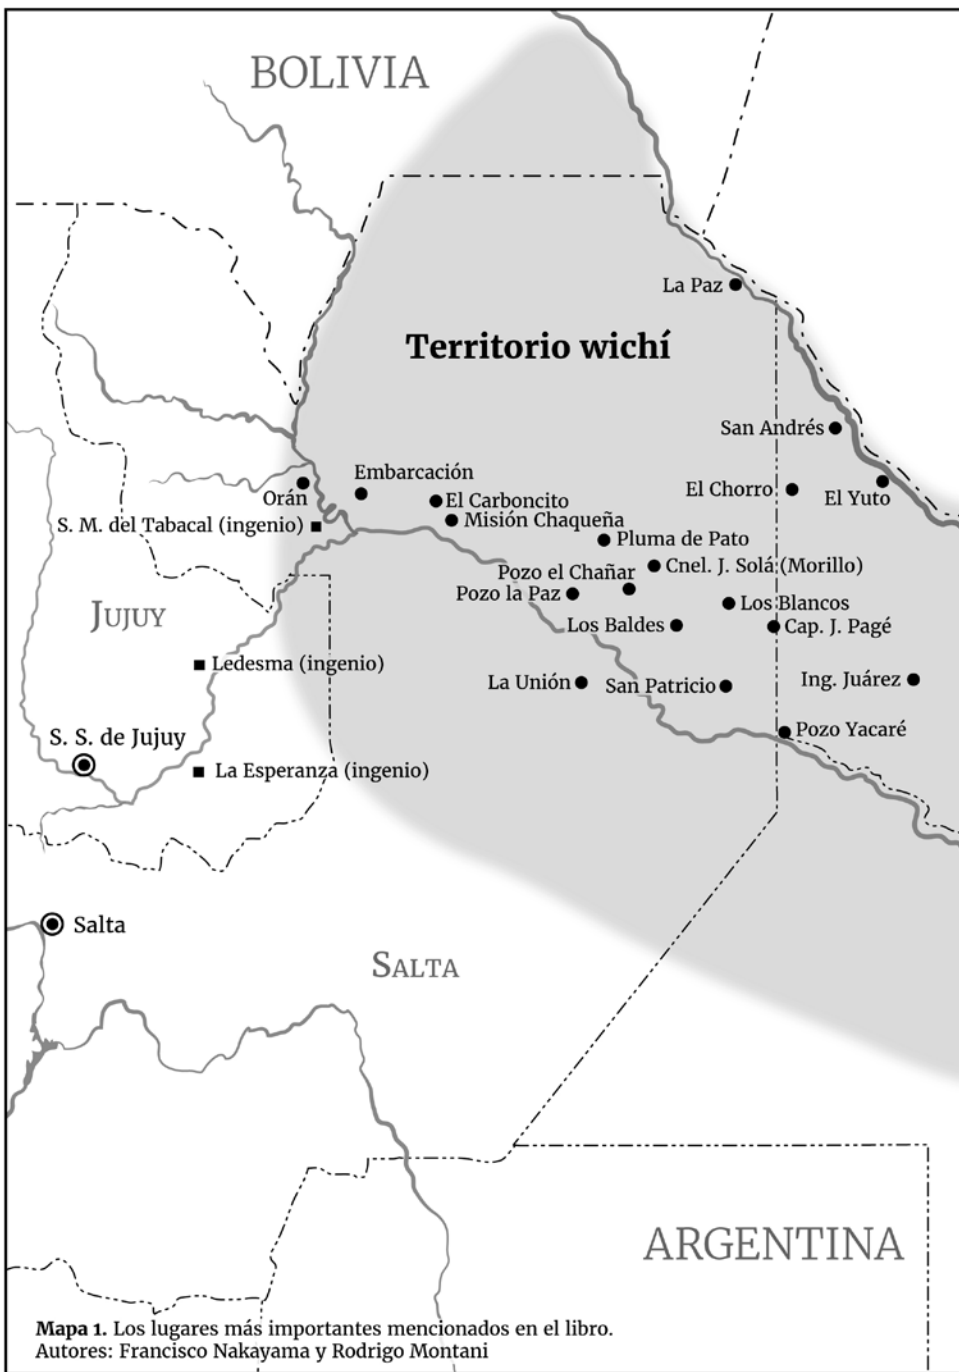 BOLIVIA
La Paz
Territorio wichí
San Andrés
Embarcación
Orán
El Carboncito
El Chorro
El Yuto
S. M. del Tabacal (ingenio)
Misión Chaqueña
Pluma de Pato
Cnel. J. Solá (Morillo)
Pozo el Chañar
Pozo la Paz
Los Blancos
JUJUY
Los Baldes
Cap. J. Pagé
Ledesma (ingenio)
La Unión
San Patricio
Ing. Juárez
S. S. de Jujuy
Pozo Yacaré
La Esperanza (ingenio)
Salta
SALTA
ARGENTINA
Mapa 1. Los lugares más importantes mencionados en el libro.
Autores: Francisco Nakayama y Rodrigo Montani